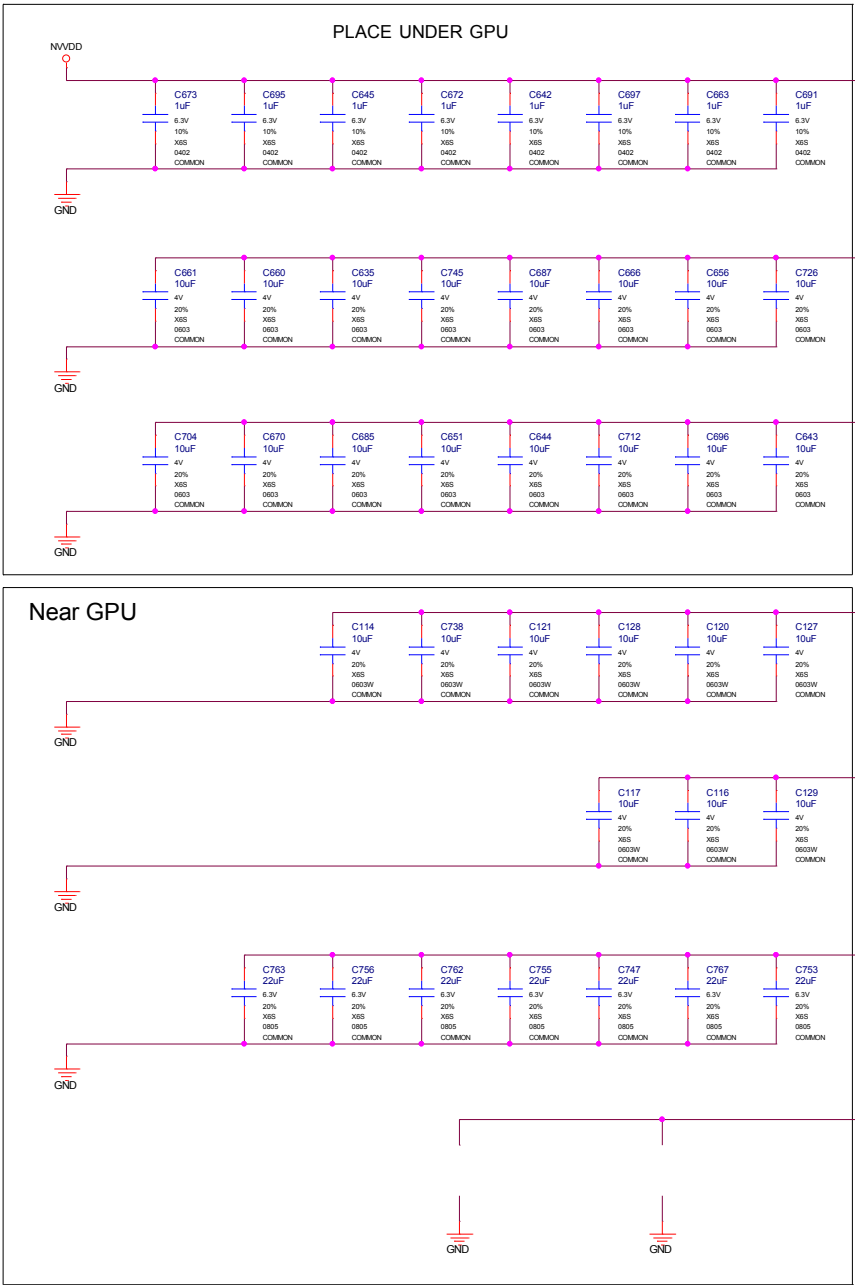 PLACE UNDER GPU
NVVDD
C673 C695 C645 C672 C642 C697 C663 C691
1uF 1uF 1uF 1uF 1uF 1uF 1uF 1uF
6.3V 6.3V 6.3V 6.3V 6.3V 6.3V 6.3V 6.3V
10% 10% 10% 10% 10% 10% 10% 10%
X6S X6S X6S X6S X6S X6S X6S X6S
0402 0402 0402 0402 0402 0402 0402 0402
COMMON COMMON COMMON COMMON COMMON COMMON COMMON COMMON
GND
C661 C660 C635 C745 C687 C666 C656 C726
10uF 10uF 10uF 10uF 10uF 10uF 10uF 10uF
4V 4V 4V 4V 4V 4V 4V 4V
20% 20% 20% 20% 20% 20% 20% 20%
X6S X6S X6S X6S X6S X6S X6S X6S
0603 0603 0603 0603 0603 0603 0603 0603
COMMON COMMON COMMON COMMON COMMON COMMON COMMON COMMON
GND
C704 C670 C685 C651 C644 C712 C696 C643
10uF 10uF 10uF 10uF 10uF 10uF 10uF 10uF
4V 4V 4V 4V 4V 4V 4V 4V
20% 20% 20% 20% 20% 20% 20% 20%
X6S X6S X6S X6S X6S X6S X6S X6S
0603 0603 0603 0603 0603 0603 0603 0603
COMMON COMMON COMMON COMMON COMMON COMMON COMMON COMMON
GND
Near GPU
C114 C738 C121 C128 C120 C127
10uF 10uF 10uF 10uF 10uF 10uF
4V 4V 4V 4V 4V 4V
20% 20% 20% 20% 20% 20%
X6S X6S X6S X6S X6S X6S
0603W 0603W 0603W 0603W 0603W 0603W
COMMON COMMON COMMON COMMON COMMON COMMON
GND
C117 C116 C129
10uF 10uF 10uF
4V 4V 4V
20% 20% 20%
X6S X6S X6S
0603W 0603W 0603W
COMMON COMMON COMMON
GND
C763 C756 C762 C755 C747 C767 C753
22uF 22uF 22uF 22uF 22uF 22uF 22uF
6.3V 6.3V 6.3V 6.3V 6.3V 6.3V 6.3V
20% 20% 20% 20% 20% 20% 20%
X6S X6S X6S X6S X6S X6S X6S
0805 0805 0805 0805 0805 0805 0805
COMMON COMMON COMMON COMMON COMMON COMMON COMMON
GND
GND GND